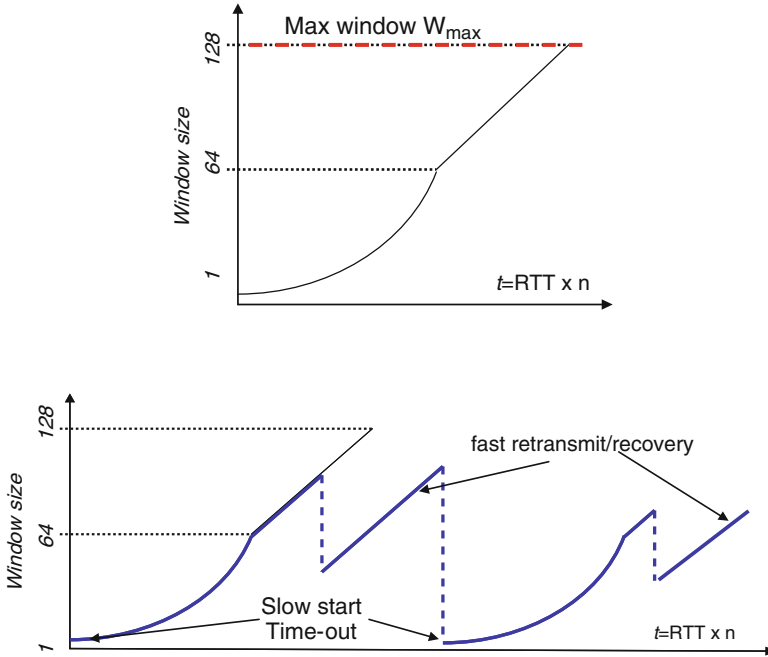 Max window Wmax
128
64
1
Window size
t=RTT x n
128
64
1
Window size
fast retransmit/recovery
Slow start
Time-out
t=RTT x n